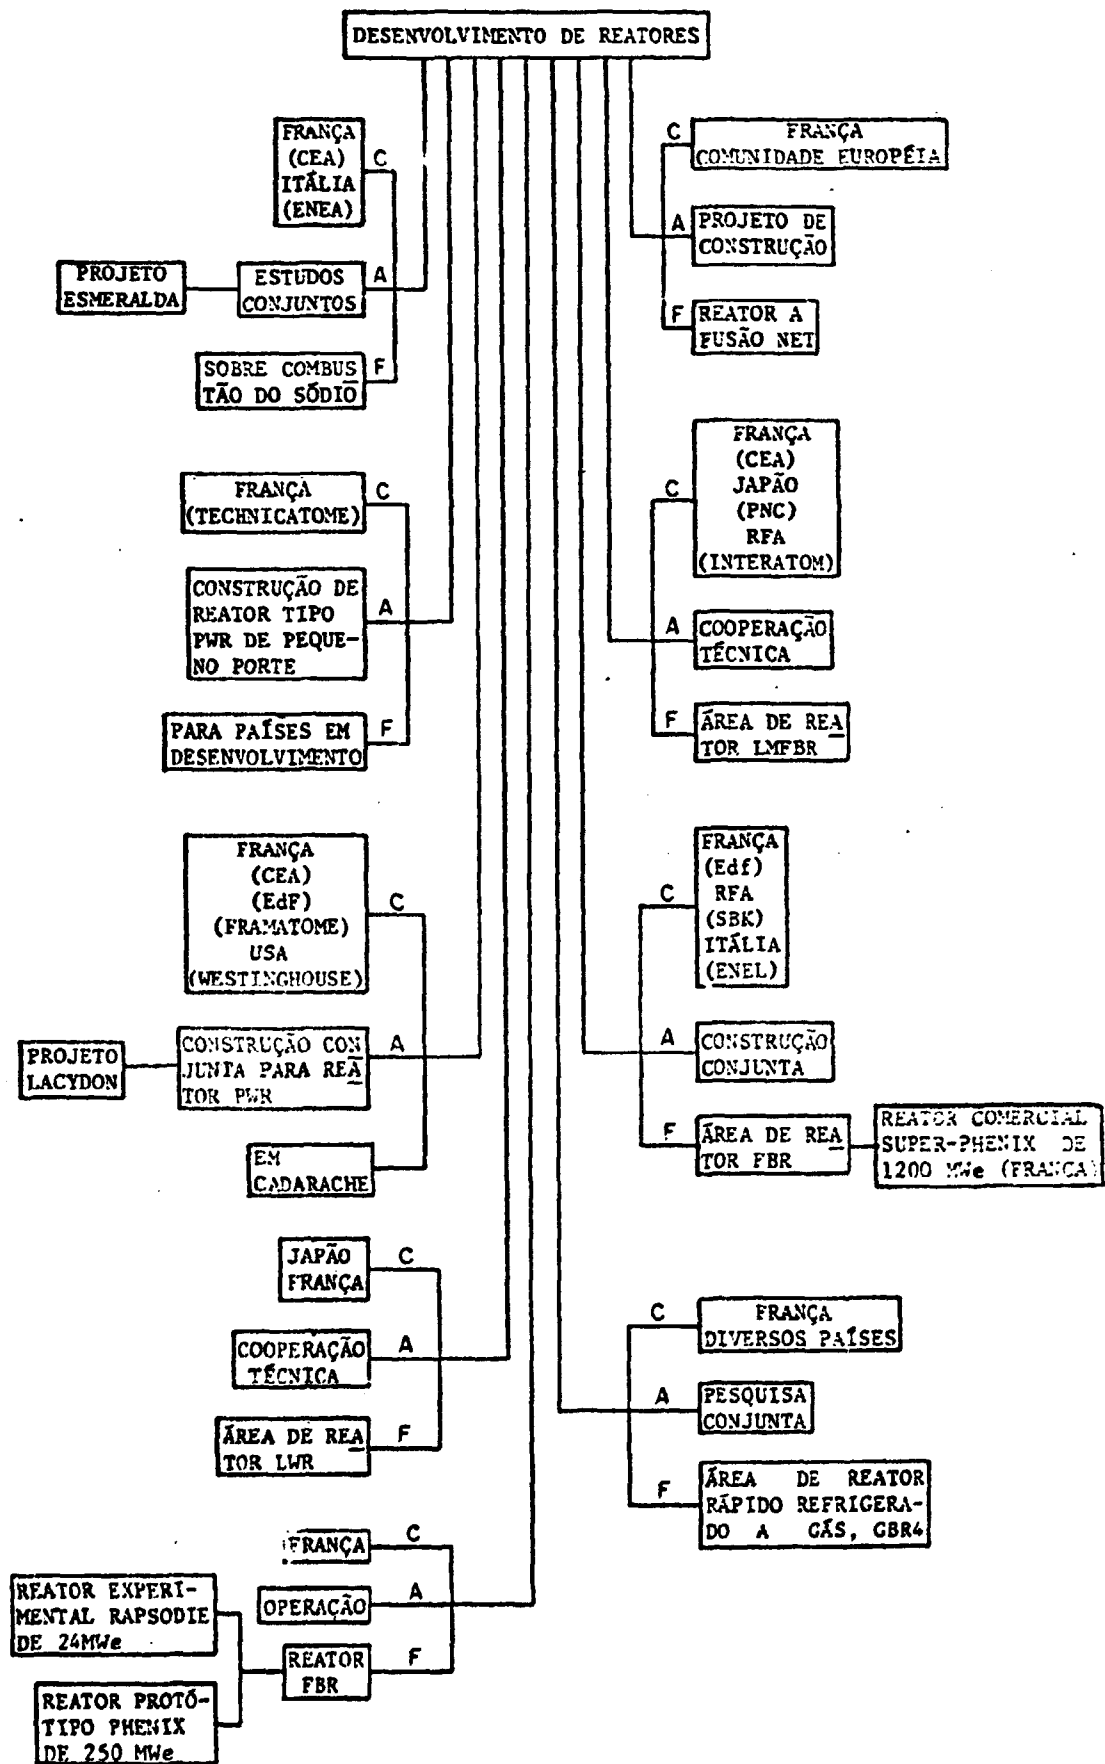 DESENVOLVIMENTO DE REATORES
FRANÇA
(CEA)
ITÁLIA
(ENEA)
C
PROJETO
ESMERALDA
ESTUDOS
CONJUNTOS
A
SOBRE COMBUS
TÃO DO SÓDIO
F
FRANÇA
(TECHNICATOME)
C
CONSTRUÇÃO DE
REATOR TIPO
PWR DE PEQUE-
NO PORTE
A
PARA PAÍSES EM
DESENVOLVIMENTO
F
FRANÇA
(CEA)
(EdF)
(FRAMATOME)
USA
(WESTINGHOUSE)
C
PROJETO
LACYDON
CONSTRUÇÃO CON
JUNTA PARA REA
TOR PWR
A
EM
CADARACHE
JAPÃO
FRANÇA
C
COOPERAÇÃO
TÉCNICA
A
ÁREA DE REA
TOR LWR
F
FRANÇA
C
OPERAÇÃO
A
REATOR
FBR
F
REATOR EXPERI-
MENTAL RAPSODIE
DE 24MWe
REATOR PROTÓ-
TIPO PHENIX
DE 250 MWe
C
FRANÇA
COMUNIDADE EUROPÉIA
A
PROJETO DE
CONSTRUÇÃO
F
REATOR A
FUSÃO NET
C
FRANÇA
(CEA)
JAPÃO
(PNC)
RFA
(INTERATOM)
A
COOPERAÇÃO
TÉCNICA
F
ÁREA DE REA
TOR LMFBR
C
FRANÇA
(Edf)
RFA
(SBK)
ITÁLIA
(ENEL)
A
CONSTRUÇÃO
CONJUNTA
F
ÁREA DE REA
TOR FBR
REATOR COMERCIAL
SUPER-PHENIX DE
1200 MWe (FRANCA)
C
FRANÇA
DIVERSOS PAÍSES
A
PESQUISA
CONJUNTA
F
ÁREA DE REATOR
RÁPIDO REFRIGERA-
DO A GÁS, GBR4